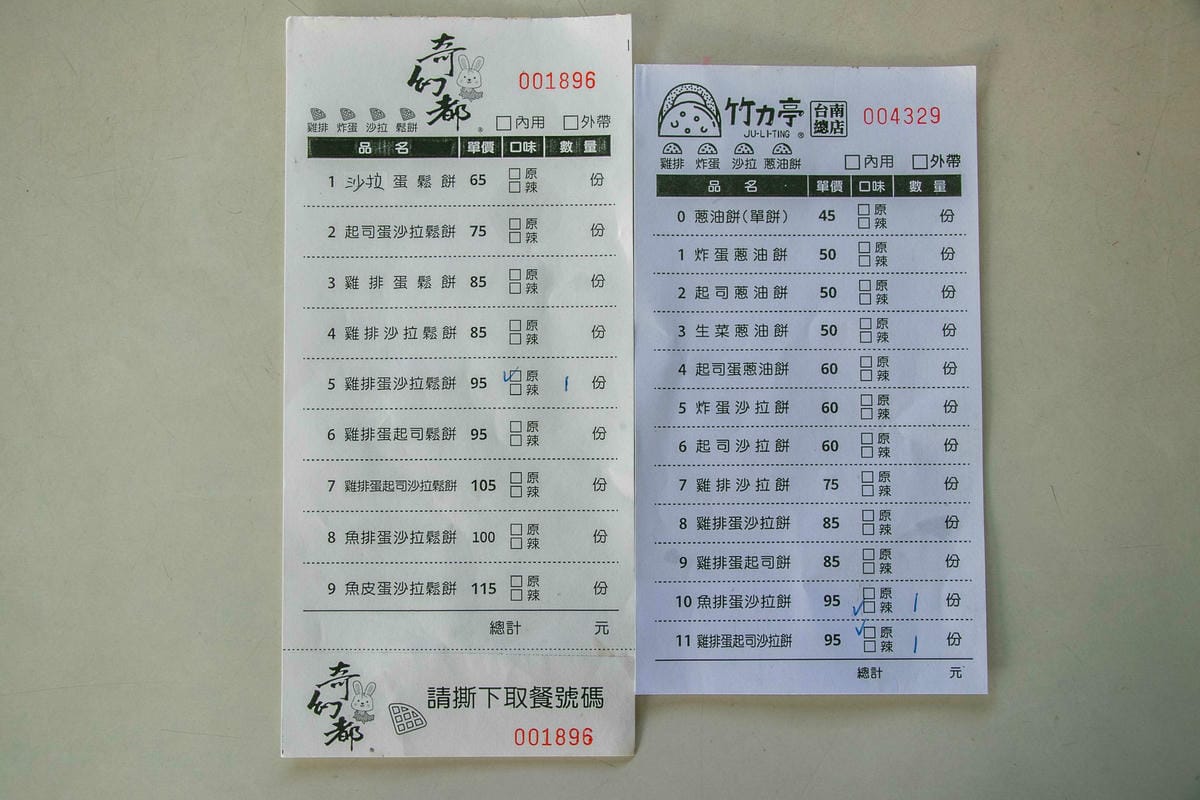 奇幻都
001896
雞排 炸蛋 沙拉 鬆餅 ® □內用 □外帶
品名 單價 口味 數量
1 沙拉蛋鬆餅 65 □原 □辣 份
2 起司蛋沙拉鬆餅 75 □原 □辣 份
3 雞排蛋鬆餅 85 □原 □辣 份
4 雞排沙拉鬆餅 85 □原 □辣 份
5 雞排蛋沙拉鬆餅 95 ✓□原 □辣 1 份
6 雞排蛋起司鬆餅 95 □原 □辣 份
7 雞排蛋起司沙拉鬆餅 105 □原 □辣 份
8 魚排蛋沙拉鬆餅 100 □原 □辣 份
9 魚皮蛋沙拉鬆餅 115 □原 □辣 份
總計 元
奇幻都
請撕下取餐號碼
001896
竹力亭 台南總店 004329
JU-LI-TING ®
雞排 炸蛋 沙拉 蔥油餅 □內用 □外帶
品名 單價 口味 數量
0 蔥油餅(單餅) 45 □原 □辣 份
1 炸蛋蔥油餅 50 □原 □辣 份
2 起司蔥油餅 50 □原 □辣 份
3 生菜蔥油餅 50 □原 □辣 份
4 起司蛋蔥油餅 60 □原 □辣 份
5 炸蛋沙拉餅 60 □原 □辣 份
6 起司沙拉餅 60 □原 □辣 份
7 雞排沙拉餅 75 □原 □辣 份
8 雞排蛋沙拉餅 85 □原 □辣 份
9 雞排蛋起司餅 85 □原 □辣 份
10 魚排蛋沙拉餅 95 □原 ✓□辣 1 份
11 雞排蛋起司沙拉餅 95 ✓□原 □辣 1 份
總計 元